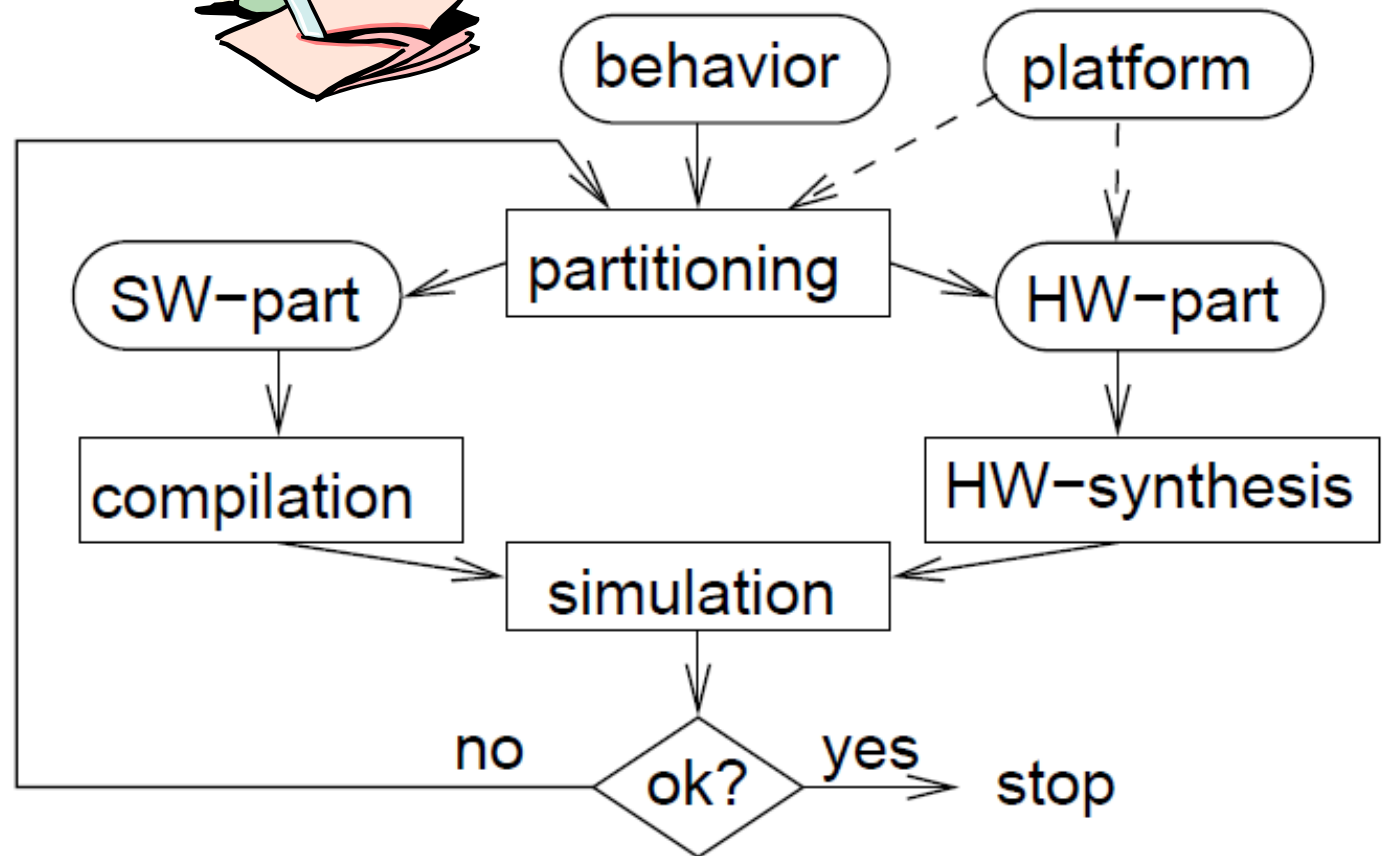 behavior
platform
partitioning
SW−part
HW−part
compilation
HW−synthesis
simulation
no
ok?
yes
stop